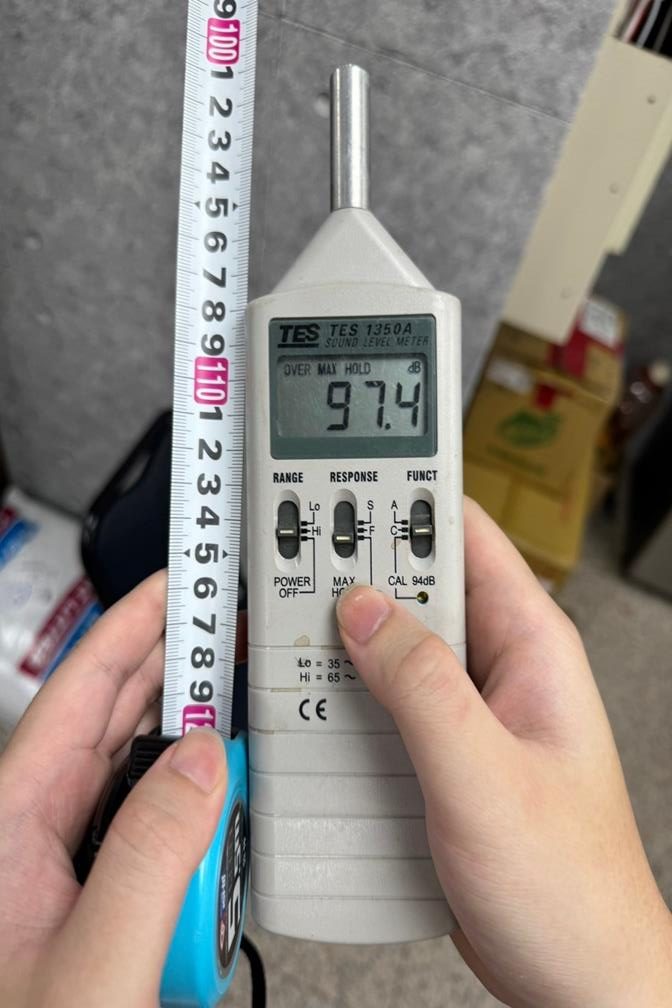 9
100
1
2
3
4
5
6
7
8
9
110
1
2
3
4
5
6
7
8
9
TES TES 1350A
SOUND LEVEL METER
OVER MAX HOLD dB
97.4
RANGE RESPONSE FUNCT
Lo S A
Hi F C
POWER OFF
MAX
CAL 94dB
Lo = 35 ~
Hi = 65 ~
CE